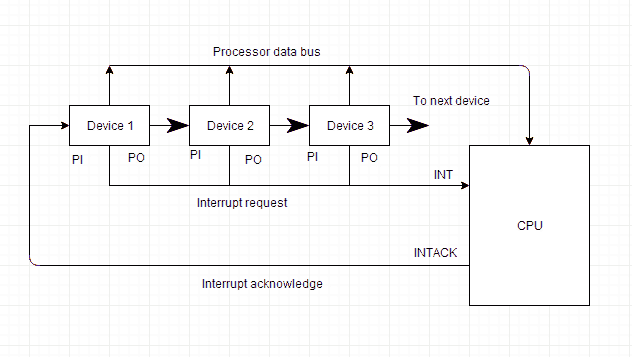 Processor data bus
To next device
Device 1
Device 2
Device 3
PI
PO
PI
PO
PI
PO
INT
Interrupt request
CPU
INTACK
Interrupt acknowledge